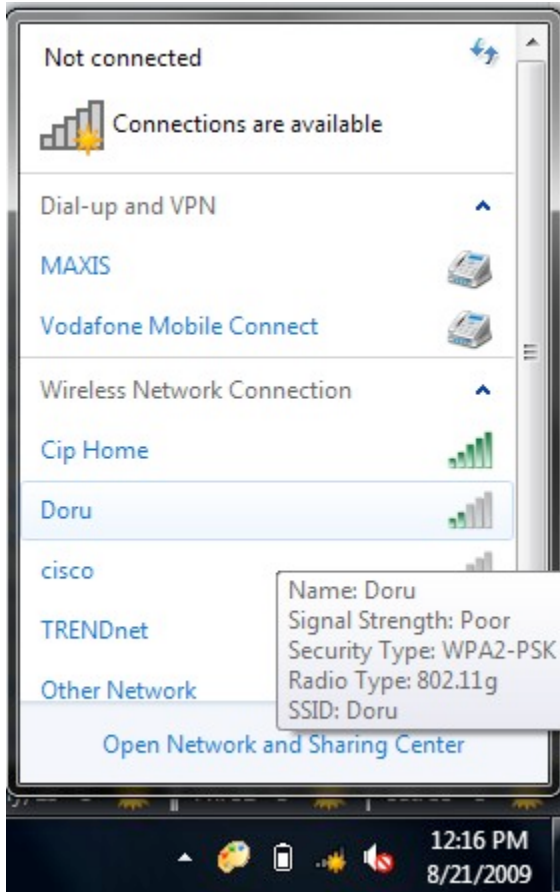 Not connected
Connections are available
Dial-up and VPN
MAXIS
Vodafone Mobile Connect
Wireless Network Connection
Cip Home
Doru
cisco
TRENDnet
Other Network
Name: Doru
Signal Strength: Poor
Security Type: WPA2-PSK
Radio Type: 802.11g
SSID: Doru
Open Network and Sharing Center
12:16 PM
8/21/2009